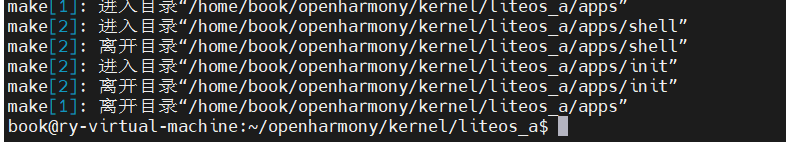 make[1]: 进入目录“/home/book/openharmony/kernel/liteos_a/apps”
make[2]: 进入目录“/home/book/openharmony/kernel/liteos_a/apps/shell”
make[2]: 离开目录“/home/book/openharmony/kernel/liteos_a/apps/shell”
make[2]: 进入目录“/home/book/openharmony/kernel/liteos_a/apps/init”
make[2]: 离开目录“/home/book/openharmony/kernel/liteos_a/apps/init”
make[1]: 离开目录“/home/book/openharmony/kernel/liteos_a/apps”
book@ry-virtual-machine:~/openharmony/kernel/liteos_a$